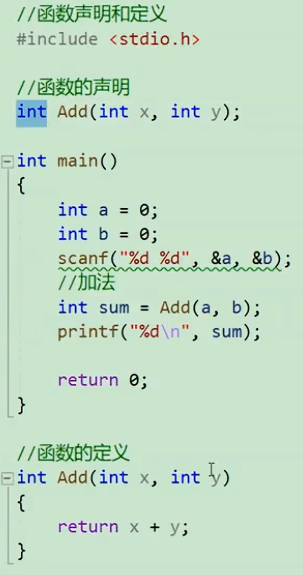 //函数声明和定义
#include <stdio.h>
//函数的声明
int Add(int x, int y);
int main()
{
    int a = 0;
    int b = 0;
    scanf("%d %d", &a, &b);
    //加法
    int sum = Add(a, b);
    printf("%d\n", sum);
    return 0;
}
//函数的定义
int Add(int x, int y)
{
    return x + y;
}